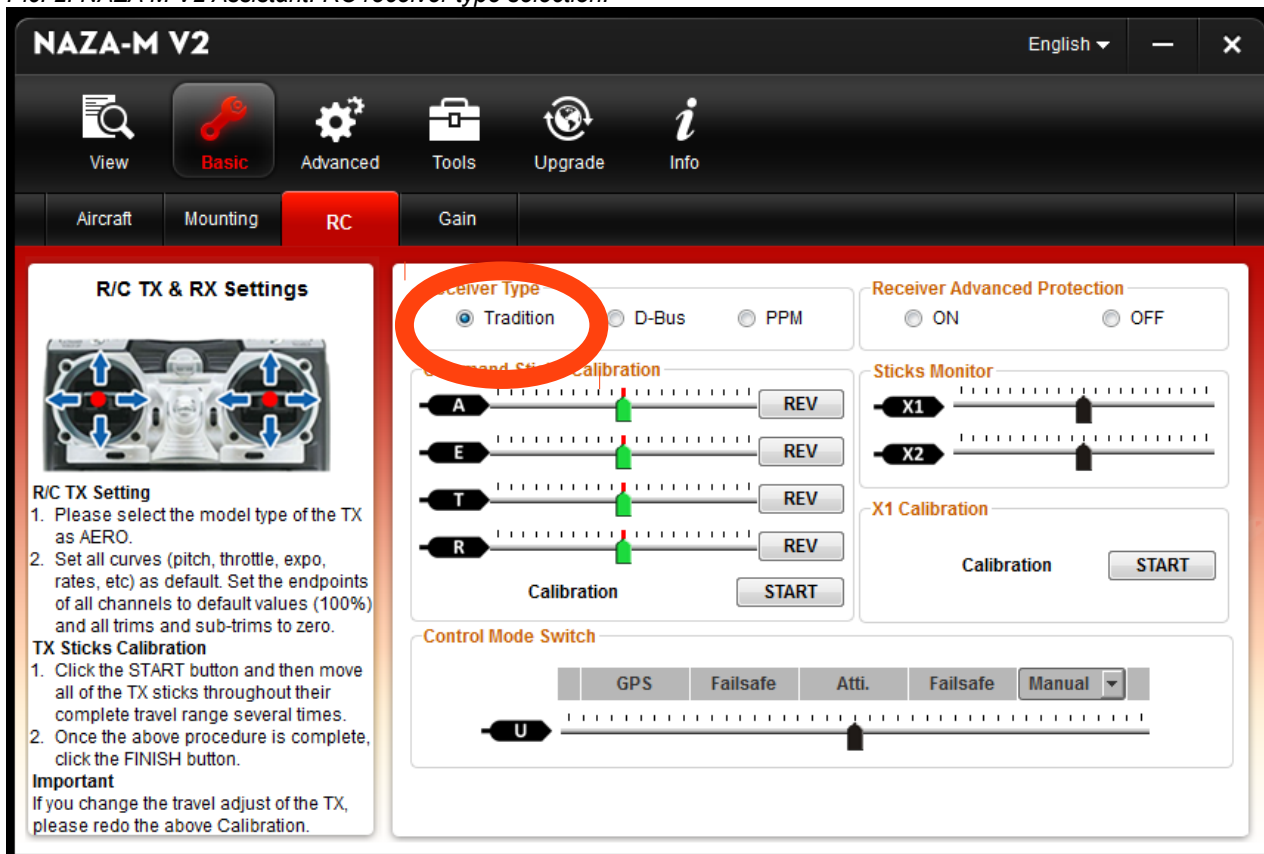 NAZA-M V2
English
View
Basic
Advanced
Tools
Upgrade
Info
Aircraft
Mounting
RC
Gain
R/C TX & RX Settings
R/C TX Setting
1. Please select the model type of the TX
as AERO.
2. Set all curves (pitch, throttle, expo,
rates, etc) as default. Set the endpoints
of all channels to default values (100%)
and all trims and sub-trims to zero.
TX Sticks Calibration
1. Click the START button and then move
all of the TX sticks throughout their
complete travel range several times.
2. Once the above procedure is complete,
click the FINISH button.
Important
If you change the travel adjust of the TX,
please redo the above Calibration.
Type
Tradition
D-Bus
PPM
Receiver Advanced Protection
ON
OFF
Calibration
A
REV
E
REV
T
REV
R
REV
Calibration
START
Sticks Monitor
X1
X2
X1 Calibration
Calibration
START
Control Mode Switch
GPS
Failsafe
Atti.
Failsafe
Manual
U